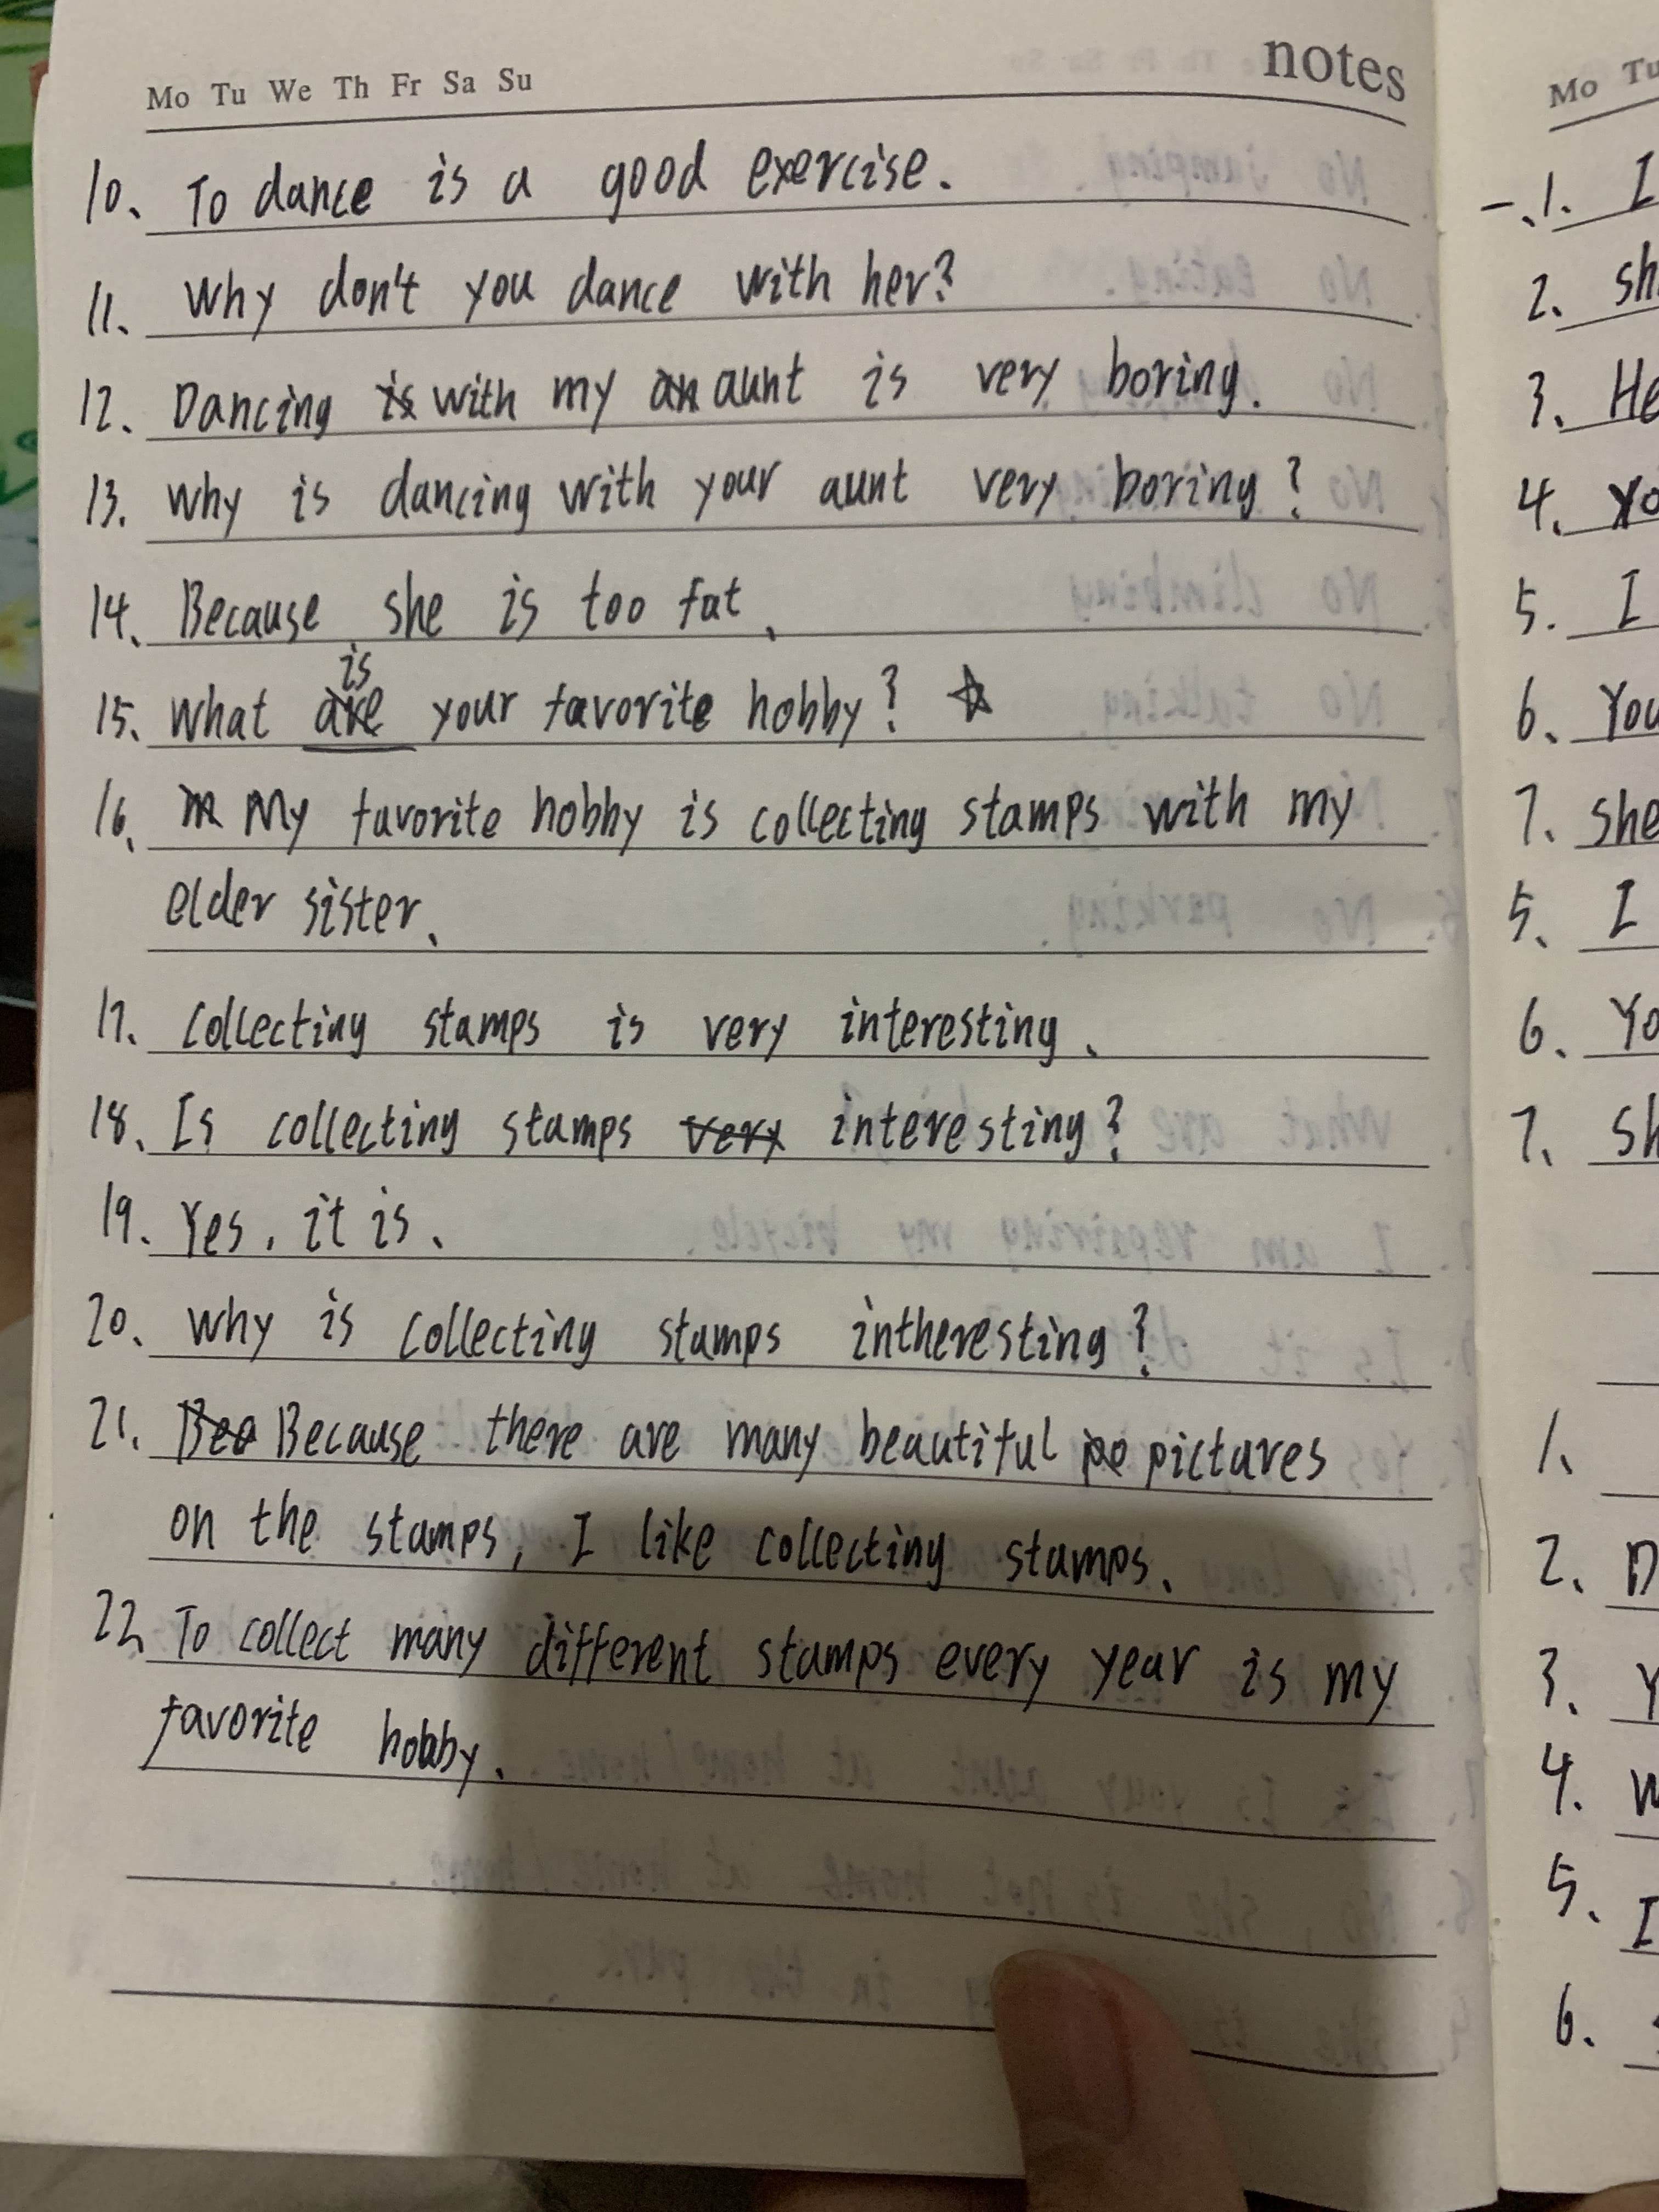 Mo Tu We Th Fr Sa Su notes
10. To dance is a good exercise.
11. Why don't you dance with her?
12. Dancing is with my an aunt is very boring.
13. Why is dancing with your aunt very boring?
14. Because she is too fat.
is
15. What are your favorite hobby? ☆
16. m My favorite hobby is collecting stamps with my
elder sister.
17. Collecting stamps is very interesting.
18. Is collecting stamps very interesting?
19. Yes, it is.
20. Why is collecting stamps intheresting?
21. Bea Because there are many beautiful po pictures
on the stamps, I like collecting stamps.
22. To collect many different stamps every year is my
favorite hobby.
Mo Tu
一、1. I
2.
3. He
4.
5. I
6. You
7. She
5. I
6.
7.
1.
2.
3.
4.
5. I
6.